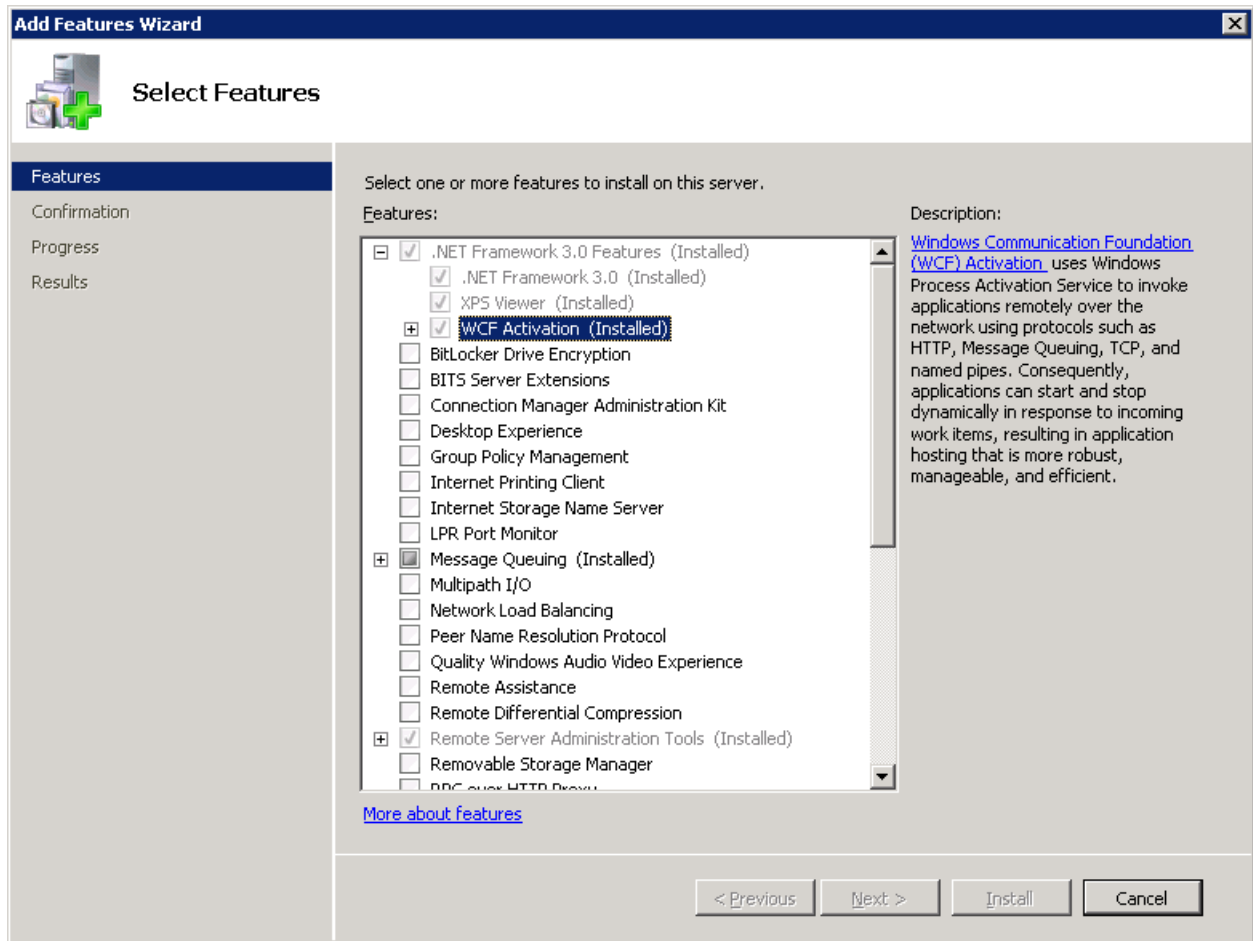 Add Features Wizard
Select Features
Features
Confirmation
Progress
Results
Select one or more features to install on this server.
Features:
.NET Framework 3.0 Features (Installed)
.NET Framework 3.0 (Installed)
XPS Viewer (Installed)
WCF Activation (Installed)
BitLocker Drive Encryption
BITS Server Extensions
Connection Manager Administration Kit
Desktop Experience
Group Policy Management
Internet Printing Client
Internet Storage Name Server
LPR Port Monitor
Message Queuing (Installed)
Multipath I/O
Network Load Balancing
Peer Name Resolution Protocol
Quality Windows Audio Video Experience
Remote Assistance
Remote Differential Compression
Remote Server Administration Tools (Installed)
Removable Storage Manager
RPC over HTTP Proxy
More about features
Description:
Windows Communication Foundation
(WCF) Activation uses Windows
Process Activation Service to invoke
applications remotely over the
network using protocols such as
HTTP, Message Queuing, TCP, and
named pipes. Consequently,
applications can start and stop
dynamically in response to incoming
work items, resulting in application
hosting that is more robust,
manageable, and efficient.
< Previous
Next >
Install
Cancel